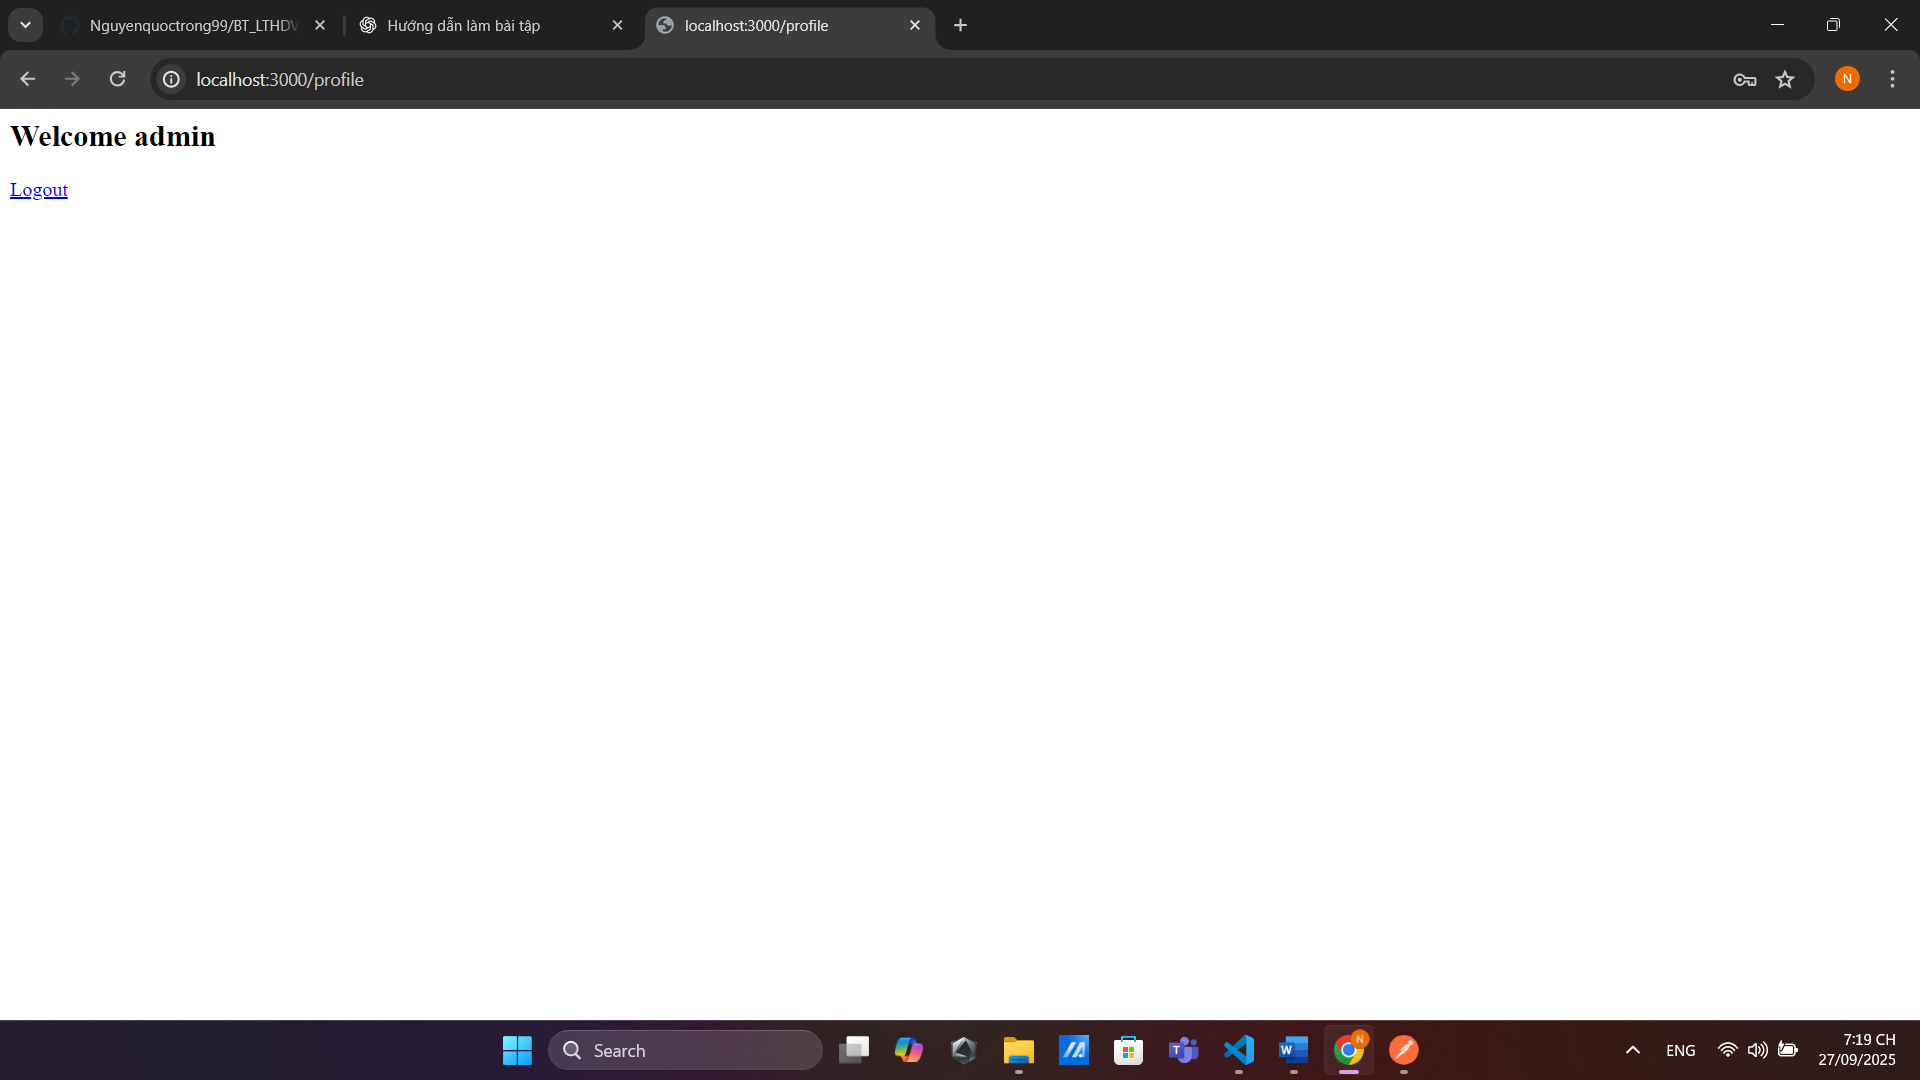 Nguyenquoctrong99/BT_LTHDV
Hướng dẫn làm bài tập
localhost:3000/profile
localhost:3000/profile
N
Welcome admin
Logout
Search
T
W
N
ENG
7:19 CH
27/09/2025